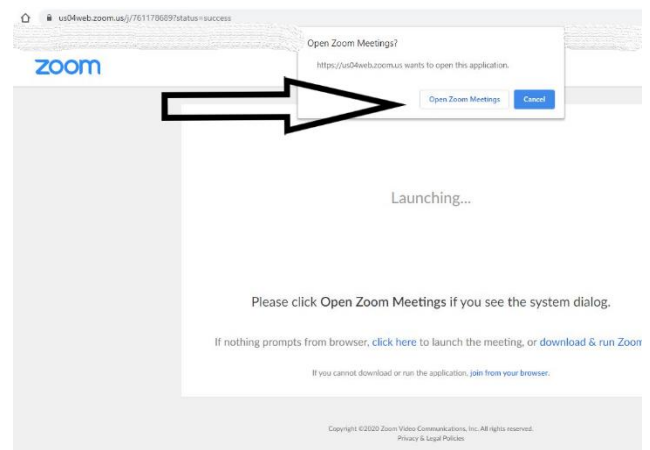 us04web.zoom.us/j/761178689?status=success
Open Zoom Meetings?
https://us04web.zoom.us wants to open this application.
Open Zoom Meetings Cancel
zoom
Launching...
Please click Open Zoom Meetings if you see the system dialog.
If nothing prompts from browser, click here to launch the meeting, or download & run Zoom
If you cannot download or run the application, join from your browser.
Copyright ©2020 Zoom Video Communications, Inc. All rights reserved.
Privacy & Legal Policies